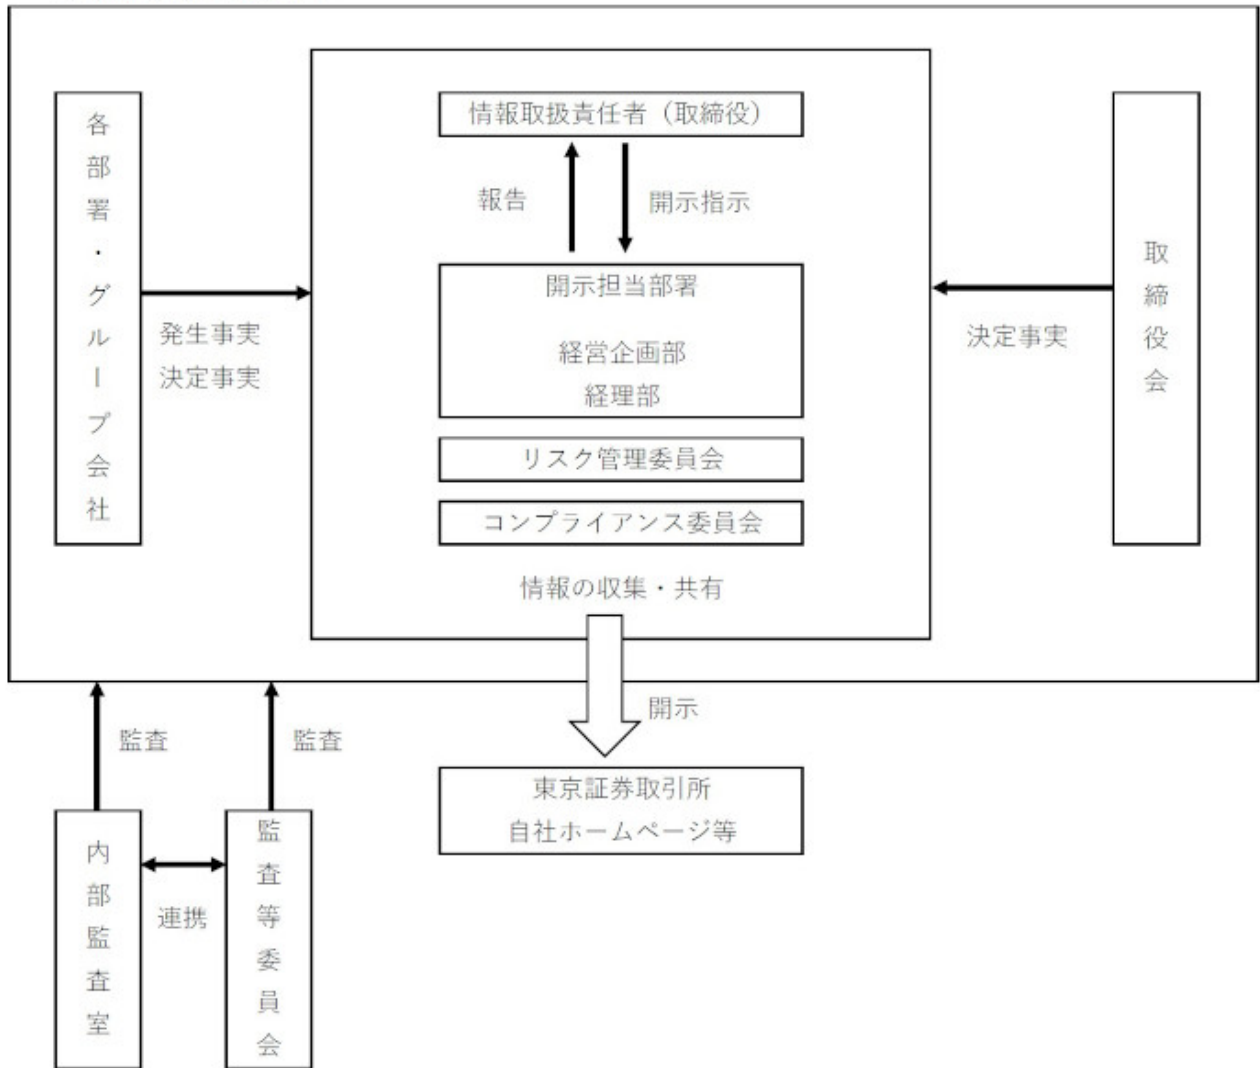 各部署・グループ会社
発生事実
決定事実
情報取扱責任者（取締役）
報告
開示指示
開示担当部署
経営企画部
経理部
リスク管理委員会
コンプライアンス委員会
情報の収集・共有
決定事実
取締役会
開示
東京証券取引所
自社ホームページ等
監査
監査
内部監査室
連携
監査等委員会